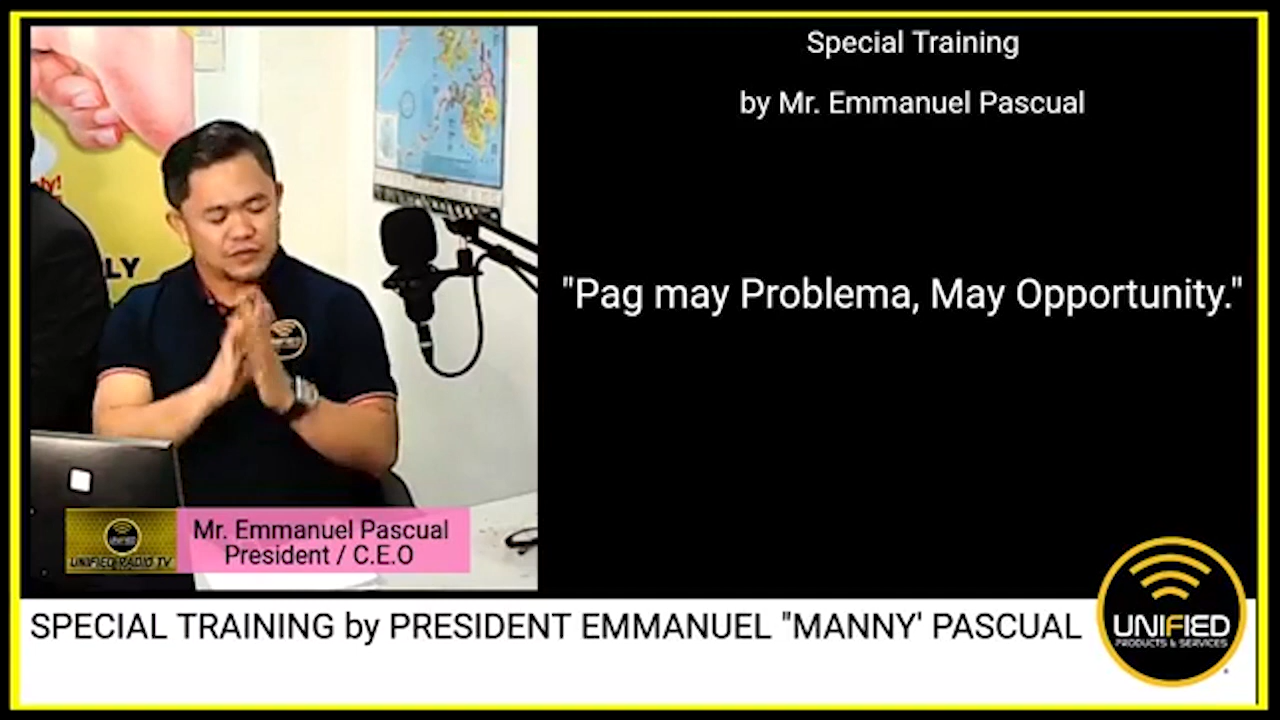 Special Training
by Mr. Emmanuel Pascual
"Pag may Problema, May Opportunity."
LY
Mr. Emmanuel Pascual
President / C.E.O
UNIFIED RADIO TV
SPECIAL TRAINING by PRESIDENT EMMANUEL "MANNY' PASCUAL
UNIFIED
PRODUCTS & SERVICES